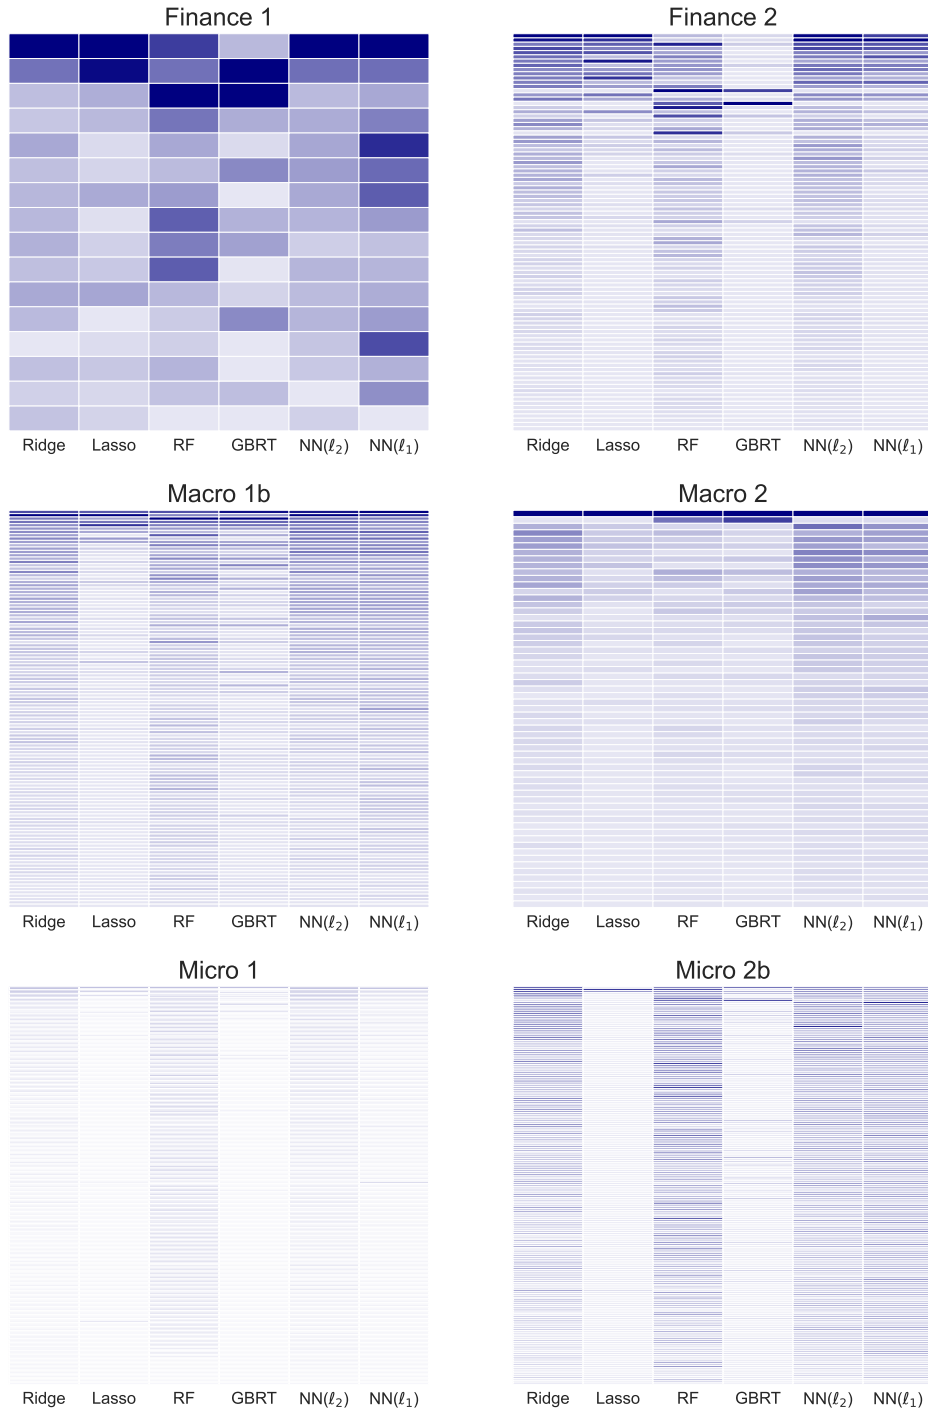 Finance 1
Finance 2
Ridge Lasso RF GBRT NN(ℓ₂) NN(ℓ₁)
Ridge Lasso RF GBRT NN(ℓ₂) NN(ℓ₁)
Macro 1b
Macro 2
Ridge Lasso RF GBRT NN(ℓ₂) NN(ℓ₁)
Ridge Lasso RF GBRT NN(ℓ₂) NN(ℓ₁)
Micro 1
Micro 2b
Ridge Lasso RF GBRT NN(ℓ₂) NN(ℓ₁)
Ridge Lasso RF GBRT NN(ℓ₂) NN(ℓ₁)